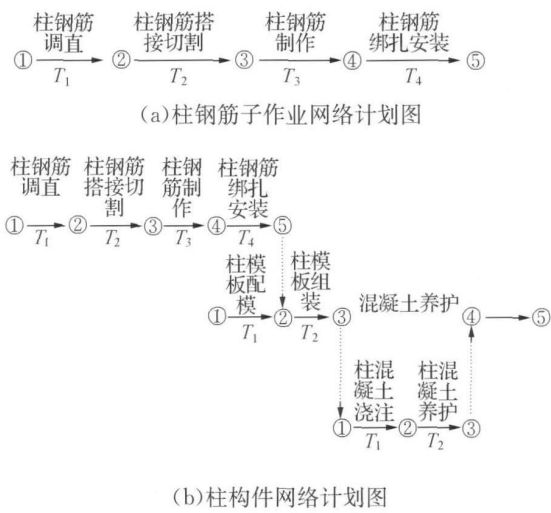 柱钢筋 柱钢筋搭 柱钢筋 柱钢筋
调直 接切割 制作 绑扎安装
① ② ③ ④ ⑤
T₁ T₂ T₃ T₄
(a)柱钢筋子作业网络计划图
柱钢筋 柱钢筋 柱钢 柱钢筋
调直 搭接切 筋制 绑扎
割 作 安装
① ② ③ ④ ⑤
T₁ T₂ T₃ T₄
柱模 柱模
板配 板组
模 装 混凝土养护
① ② ③ ④ ⑤
T₁ T₂
柱混 柱混
凝土 凝土
浇注 养护
① ② ③
T₁ T₂
(b)柱构件网络计划图